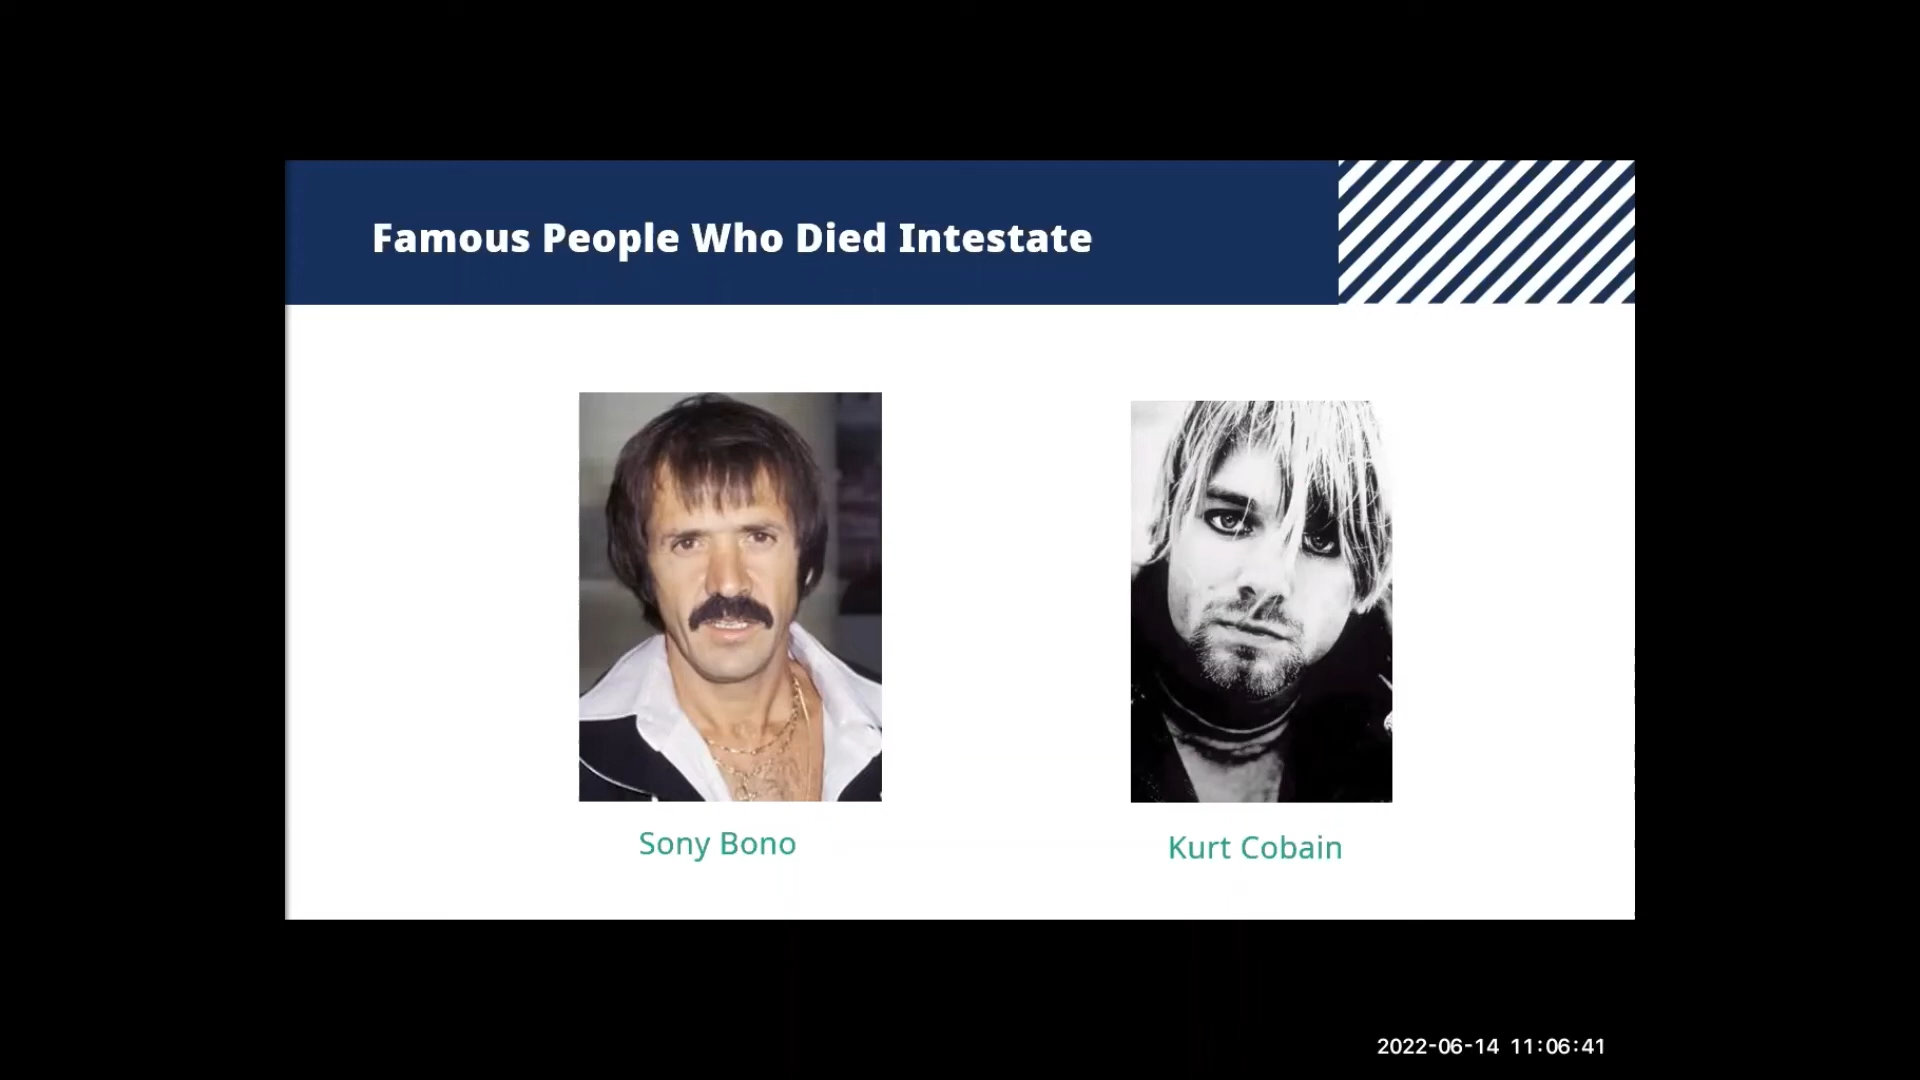 Famous People Who Died Intestate
Sony Bono
Kurt Cobain
2022-06-14 11:06:41